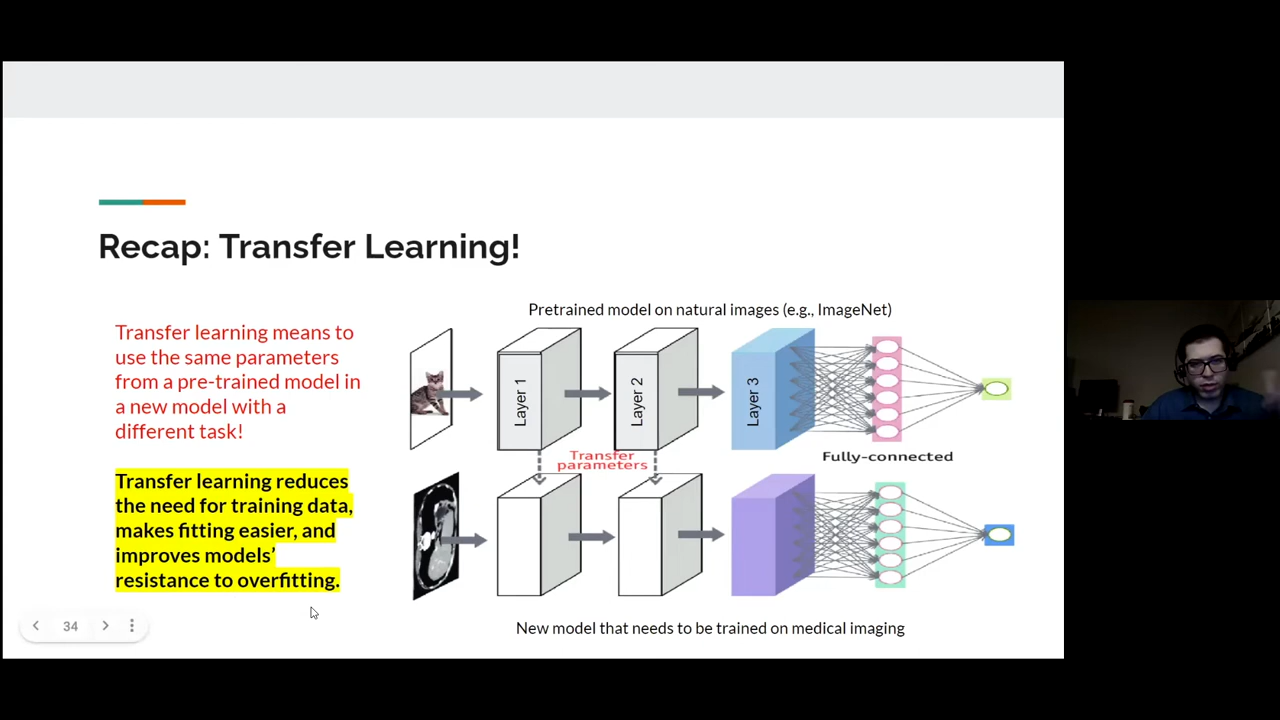 Recap: Transfer Learning!
Transfer learning means to
use the same parameters
from a pre-trained model in
a new model with a
different task!
Transfer learning reduces
the need for training data,
makes fitting easier, and
improves models'
resistance to overfitting.
Pretrained model on natural images (e.g., ImageNet)
Layer 1
Layer 2
Layer 3
Transfer
parameters
Fully-connected
New model that needs to be trained on medical imaging
34